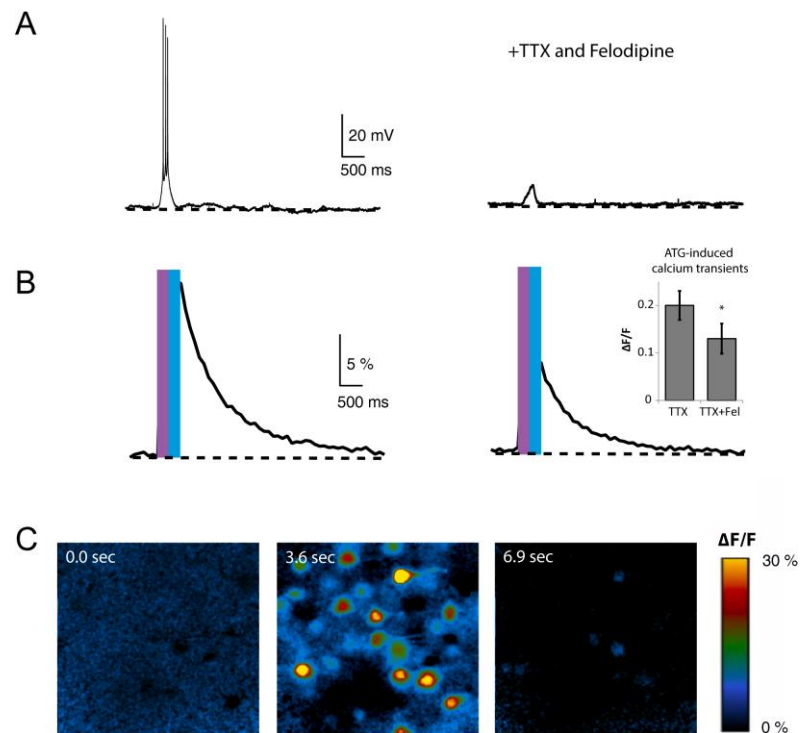 A
+TTX and Felodipine
20 mV
500 ms
B
ATG-induced
calcium transients
0.2
0.1
0
ΔF/F
*
TTX TTX+Fel
5 %
500 ms
C
0.0 sec
3.6 sec
6.9 sec
ΔF/F
30 %
0 %